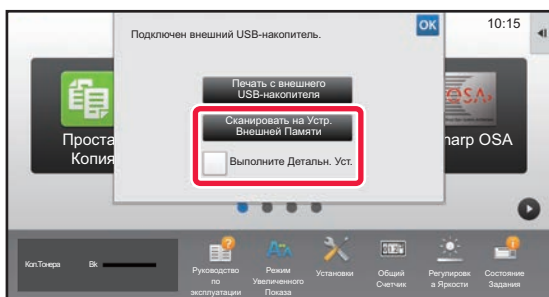 10:15
Подключен внешний USB-накопитель.
OK
Печать с внешнего
USB-накопителя
Сканировать на Устр.
Внешней Памяти
Выполните Детальн. Уст.
Проста
Копия
harp OSA
Кол.Тонера
Bk
Руководство
по
эксплуатации
Режим
Увеличенного
Показа
Установки
Общий
Счетчик
Регулировк
а Яркости
Состояние
Задания